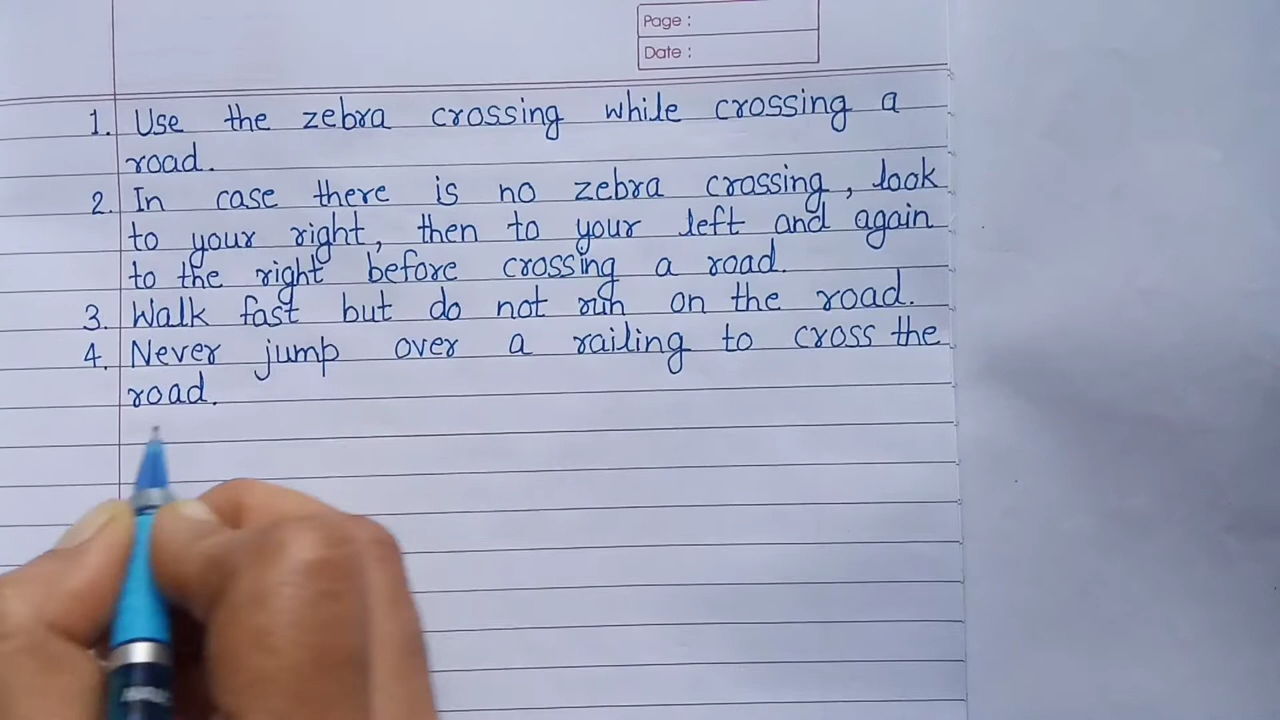 Page :
Date :
1. Use the zebra crossing while crossing a
road.
2. In case there is no zebra crossing, look
to your right, then to your left and again
to the right before crossing a road.
3. Walk fast but do not run on the road.
4. Never jump over a railing to cross the
road.